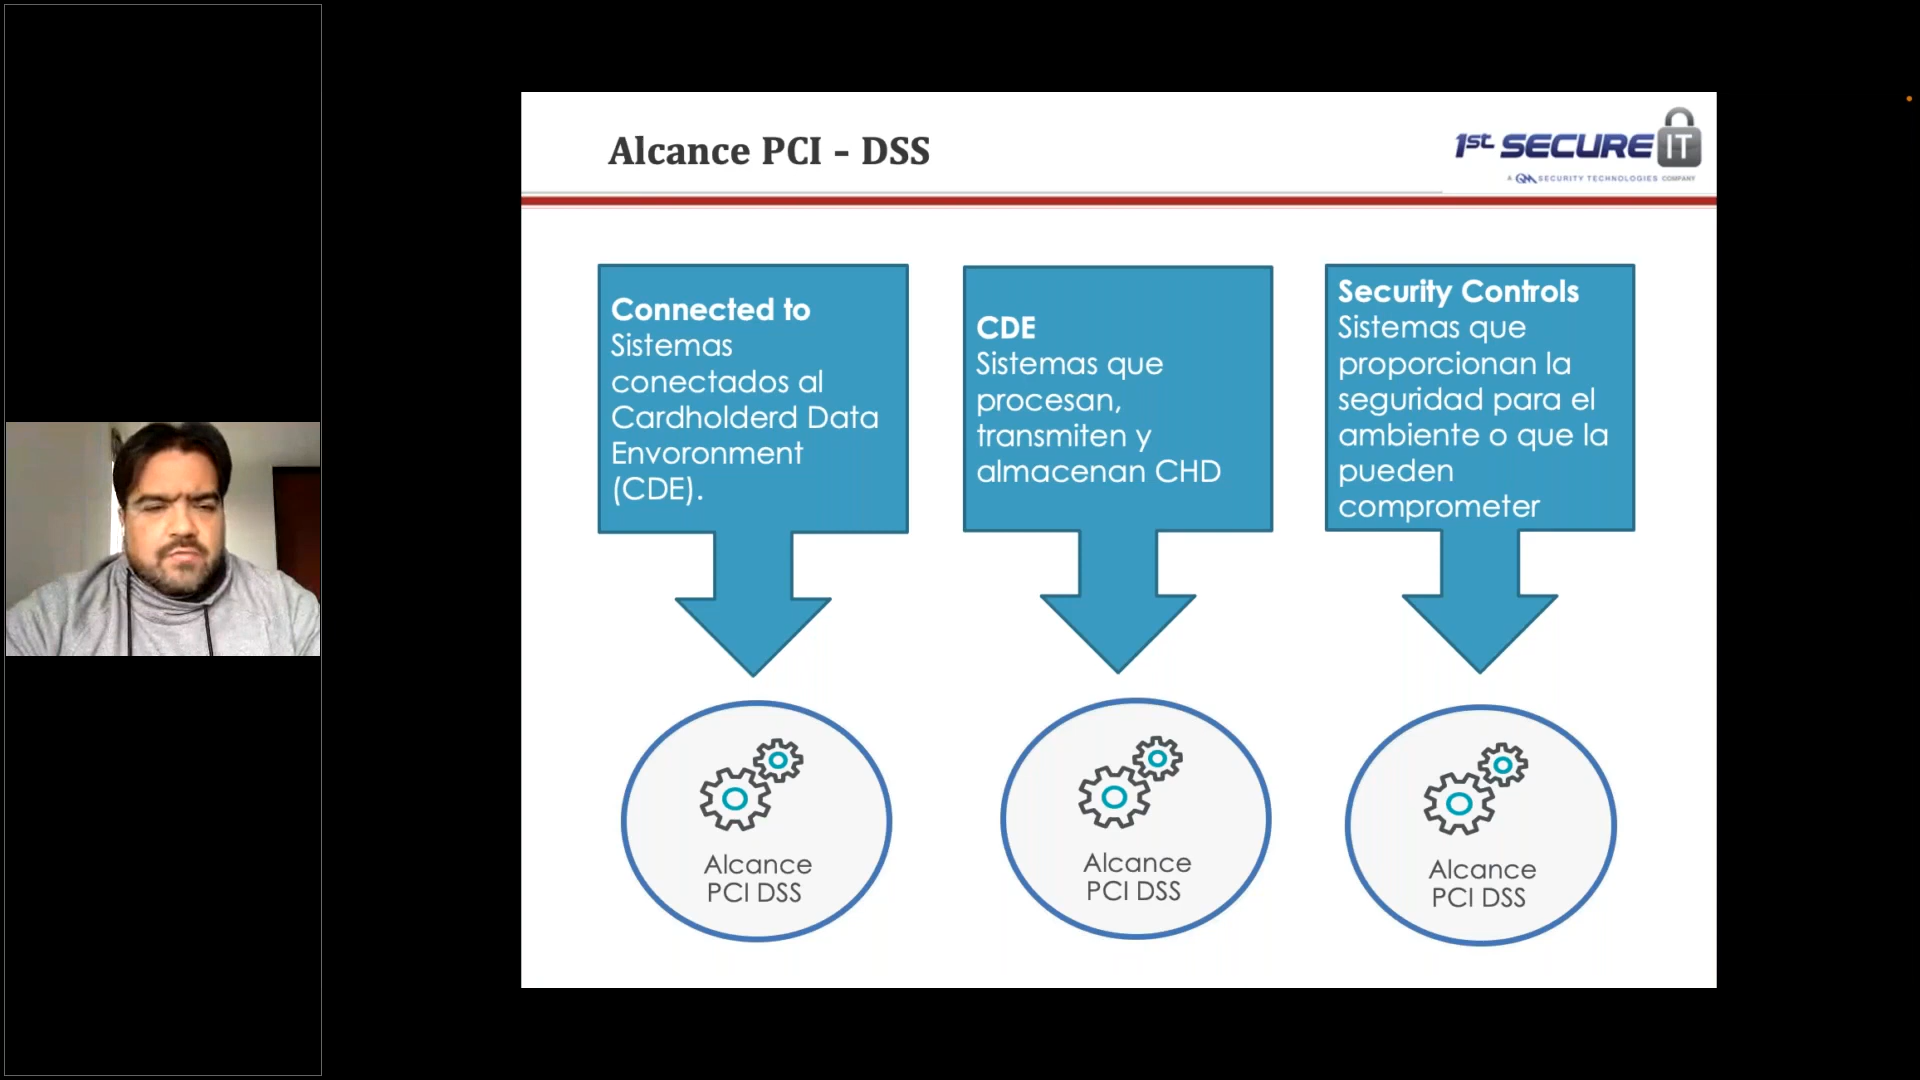 Alcance PCI - DSS
1st SECURE IT
A QM SECURITY TECHNOLOGIES COMPANY
Connected to
Sistemas
conectados al
Cardholderd Data
Envoronment
(CDE).
CDE
Sistemas que
procesan,
transmiten y
almacenan CHD
Security Controls
Sistemas que
proporcionan la
seguridad para el
ambiente o que la
pueden
comprometer
Alcance
PCI DSS
Alcance
PCI DSS
Alcance
PCI DSS